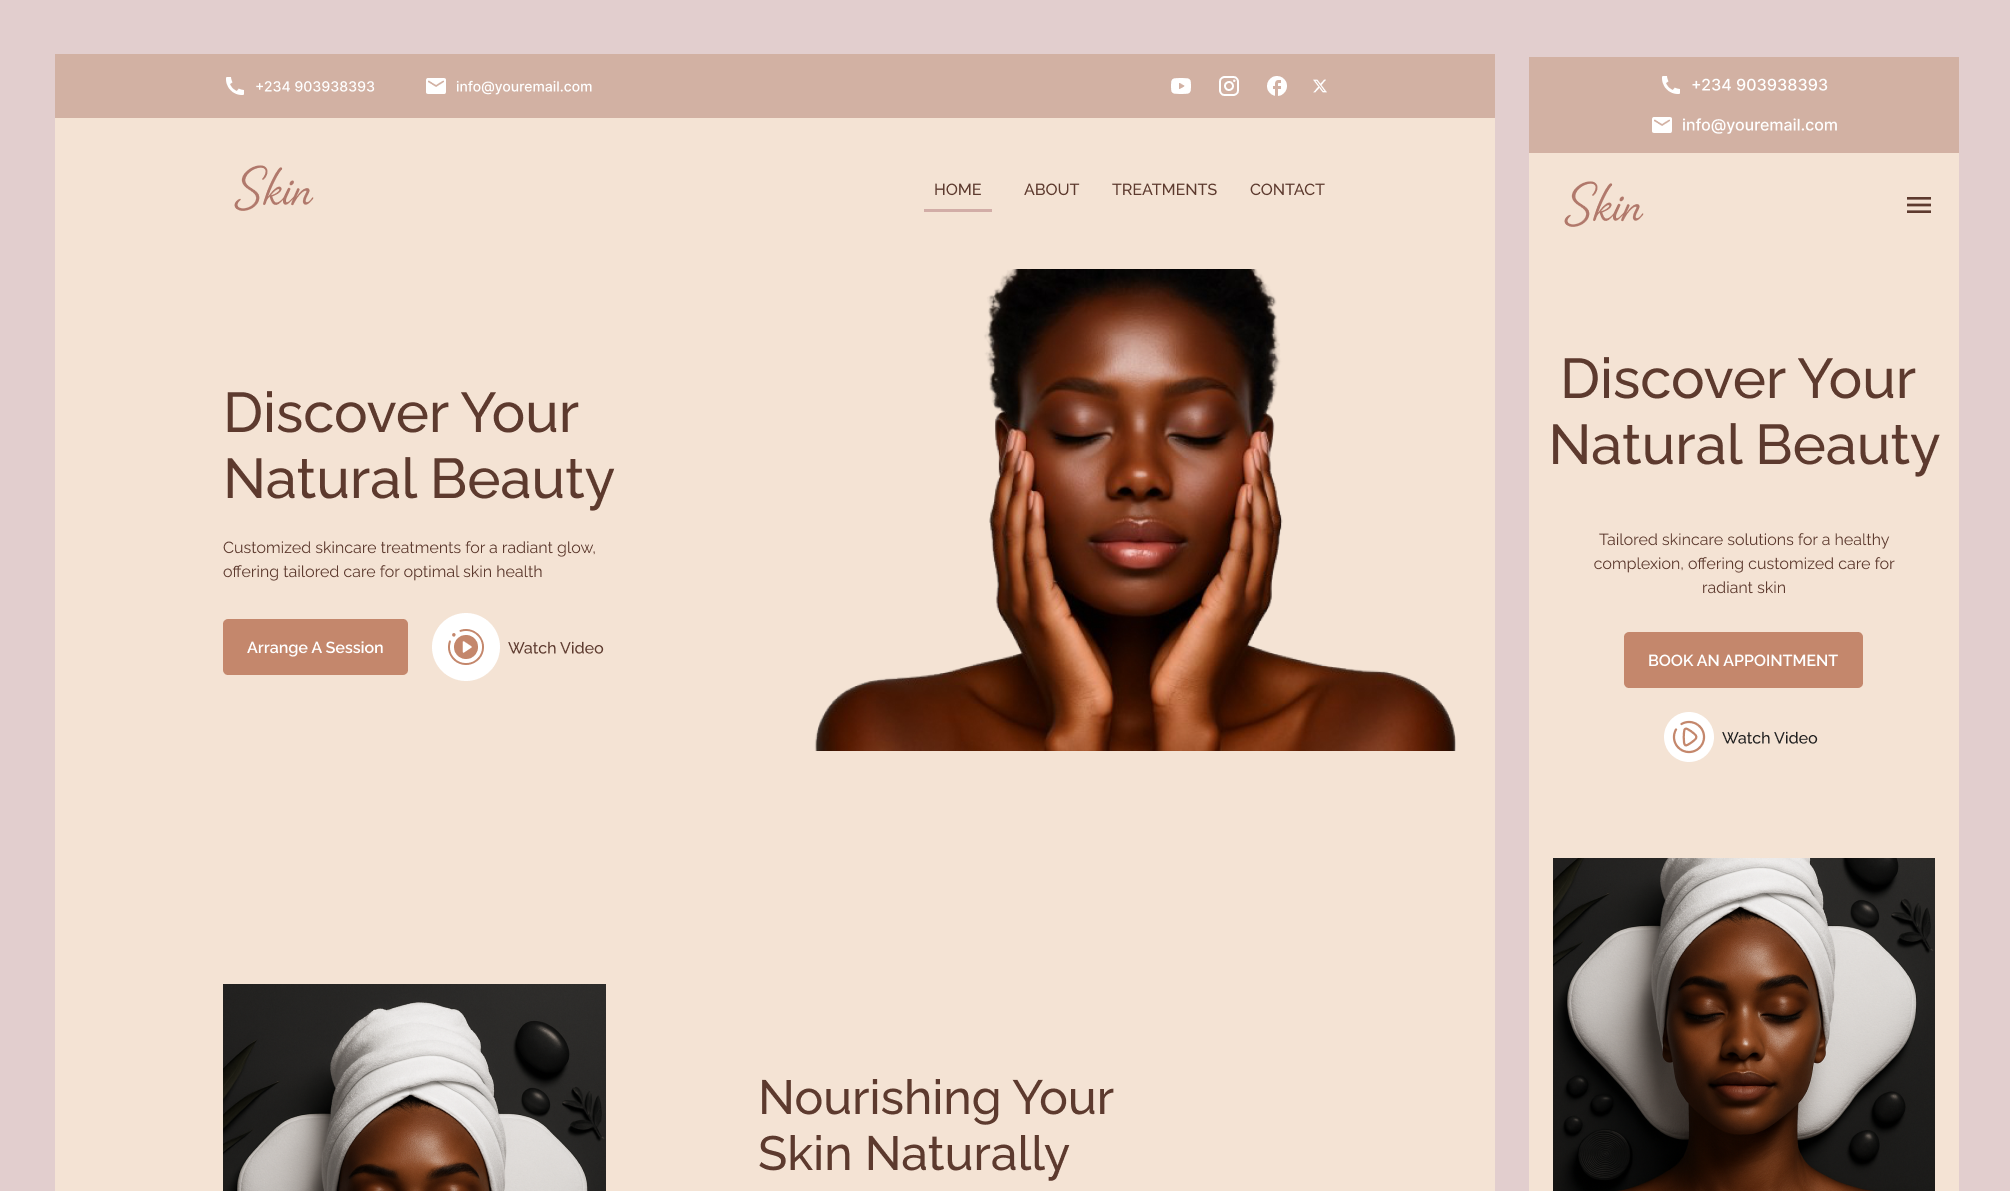 +234 903938393
info@youremail.com
Skin
HOME
ABOUT
TREATMENTS
CONTACT
Discover Your
Natural Beauty
Customized skincare treatments for a radiant glow,
offering tailored care for optimal skin health
Arrange A Session
Watch Video
Nourishing Your
Skin Naturally
+234 903938393
info@youremail.com
Skin
Discover Your
Natural Beauty
Tailored skincare solutions for a healthy
complexion, offering customized care for
radiant skin
BOOK AN APPOINTMENT
Watch Video